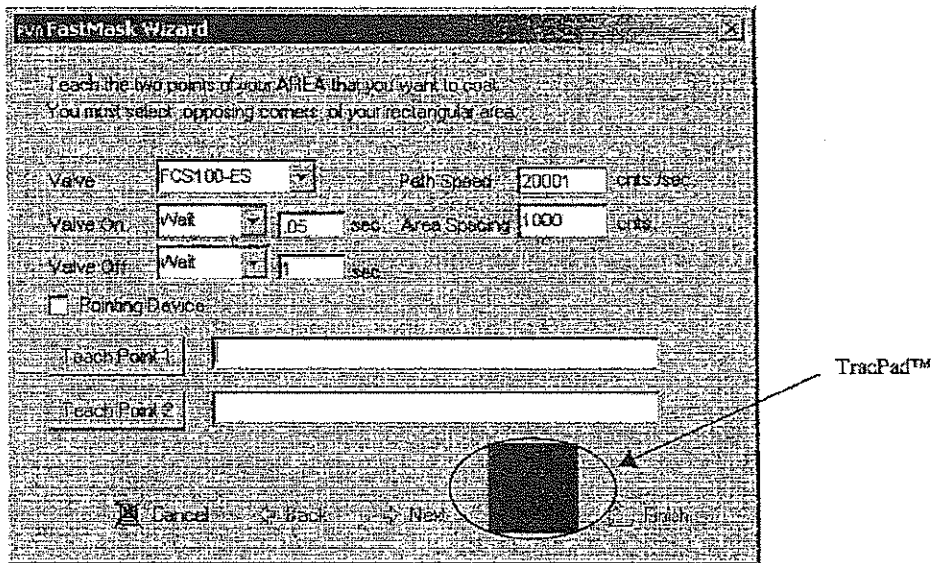 PVA FastMask Wizard
Teach the two points of your AREA that you want to coat.
You must select opposing corners of your rectangular area.
Valve FCS100-ES Path Speed 20001 cnts /sec
Valve On Wait .05 sec Area Spacing 1000 cnts
Valve Off Wait .1 sec
Pointing Device
Teach Point 1
TracPad™
Teach Point 2
Cancel Back Next Finish